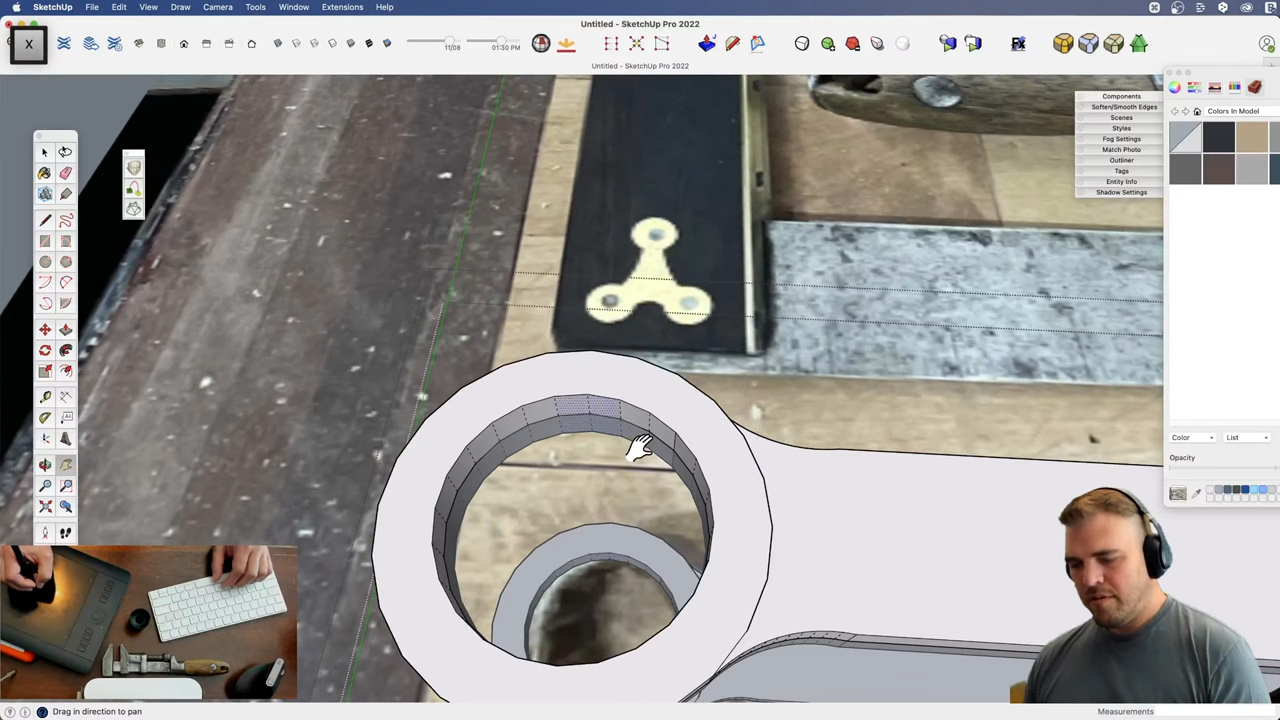 SketchUp File Edit View Draw Camera Tools Window Extensions Help
Untitled - SketchUp Pro 2022
X
11/08
01:30 PM
Untitled - SketchUp Pro 2022
Components
Soften/Smooth Edges
Scenes
Styles
Fog Settings
Match Photo
Outliner
Tags
Entity Info
Shadow Settings
Colors In Model
Color
List
Opacity
Drag in direction to pan
Measurements